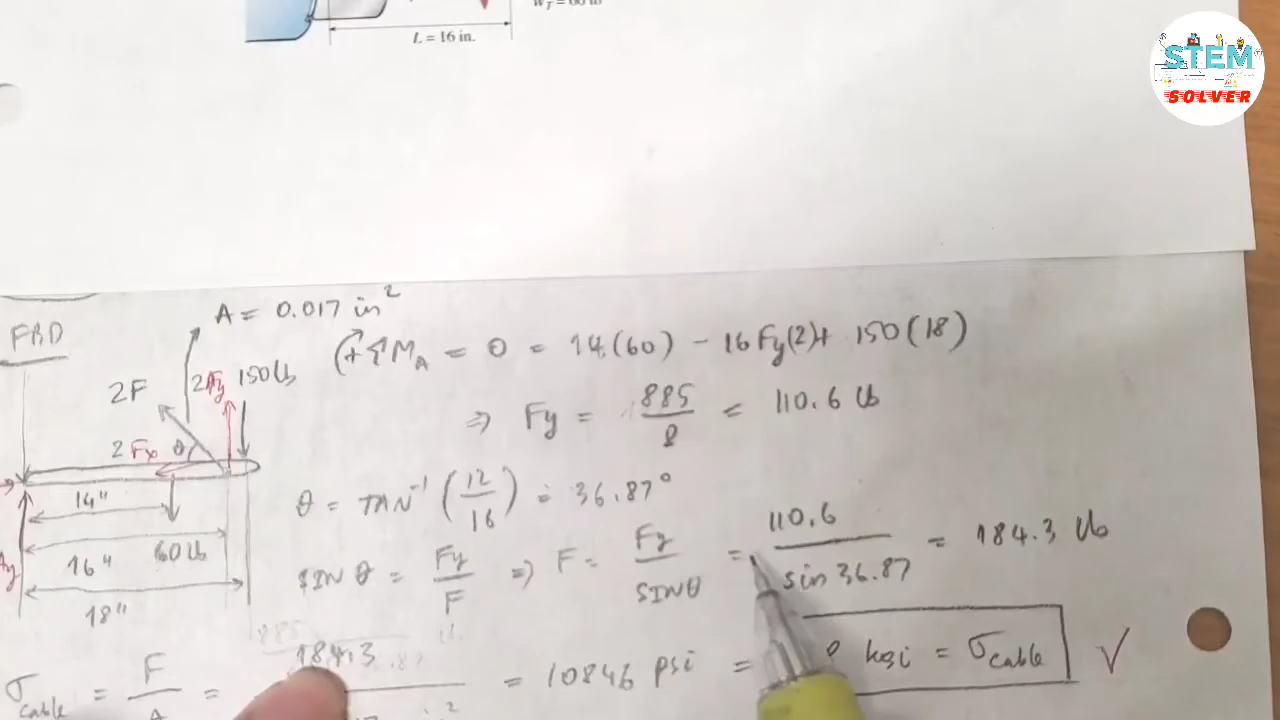 L = 16 in.
STEM
SOLVER
A = 0.017 in²
FBD
+ΣM_A = 0 = 14(60) - 16Fy(2)+ 150(18)
2F
2Fy
150 lb
⇒ Fy = 885/8 = 110.6 lb
2Fx
θ
14"
θ = TAN⁻¹ (12/16) = 36.87°
16"
60 lb
SIN θ = Fy/F ⇒ F = Fy/SINθ = 110.6/sin 36.87 = 184.3 lb
18"
σcable = F/A = 184.3 = 10846 psi = ksi = σcable ✓